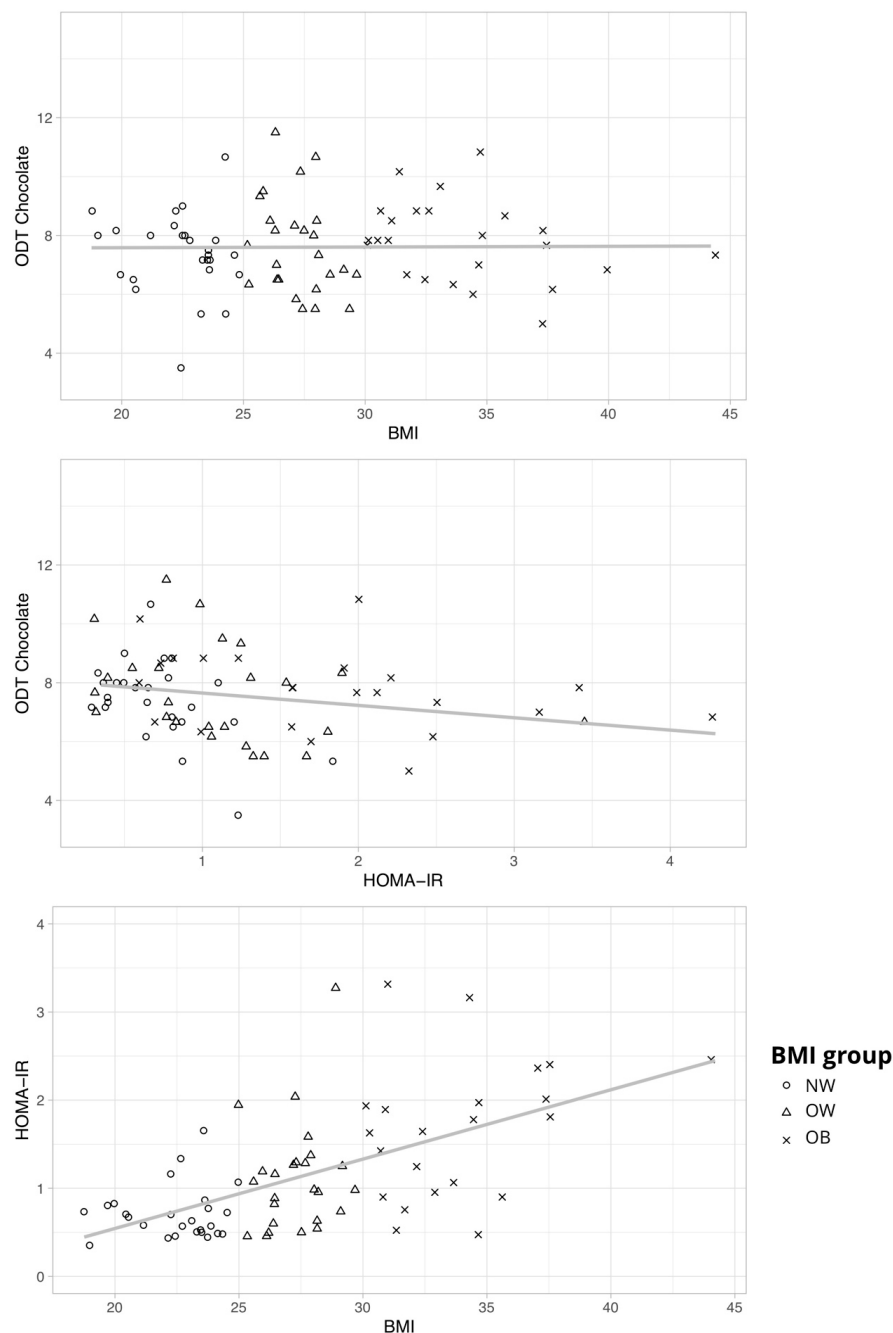 12
8
4
ODT Chocolate
20 25 30 35 40 45
BMI
12
8
4
ODT Chocolate
1 2 3 4
HOMA−IR
4
3
2
1
0
HOMA−IR
20 25 30 35 40 45
BMI
BMI group
NW
OW
OB